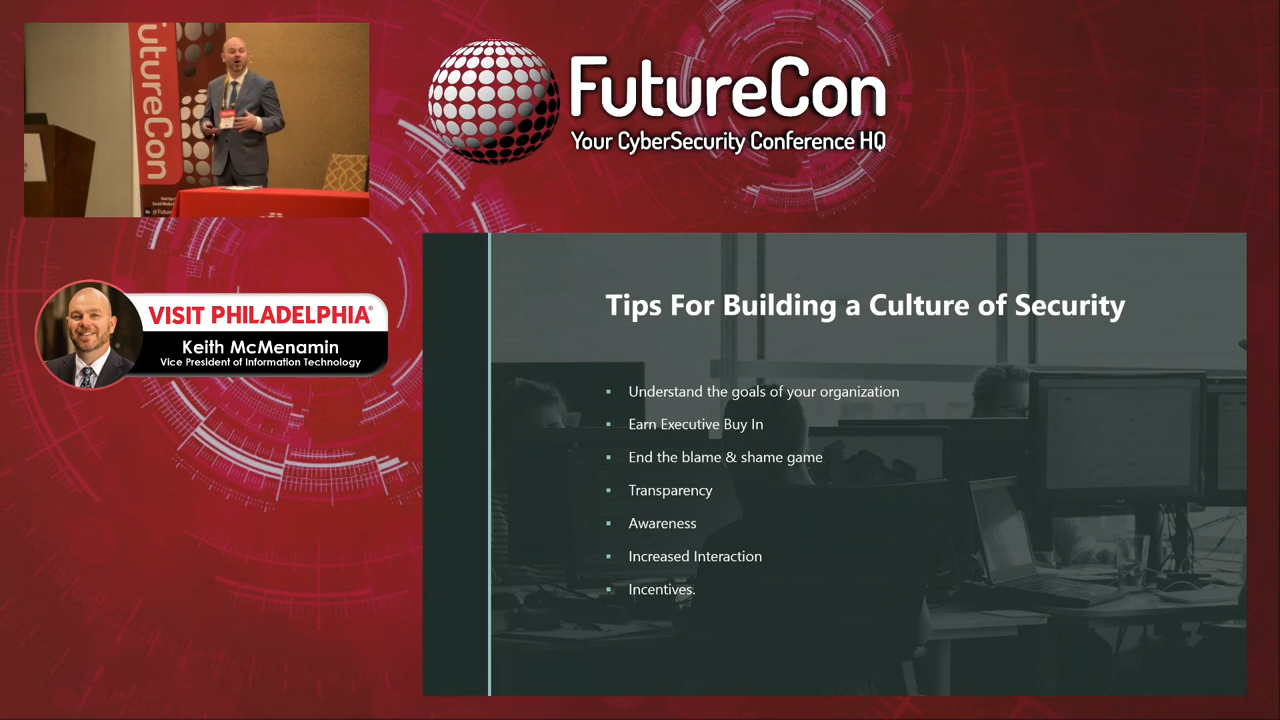 FutureCon
Your CyberSecurity Conference HQ
utureCon
VISIT PHILADELPHIA®
Keith McMenamin
Vice President of Information Technology
Tips For Building a Culture of Security
▪ Understand the goals of your organization
▪ Earn Executive Buy In
▪ End the blame & shame game
▪ Transparency
▪ Awareness
▪ Increased Interaction
▪ Incentives.